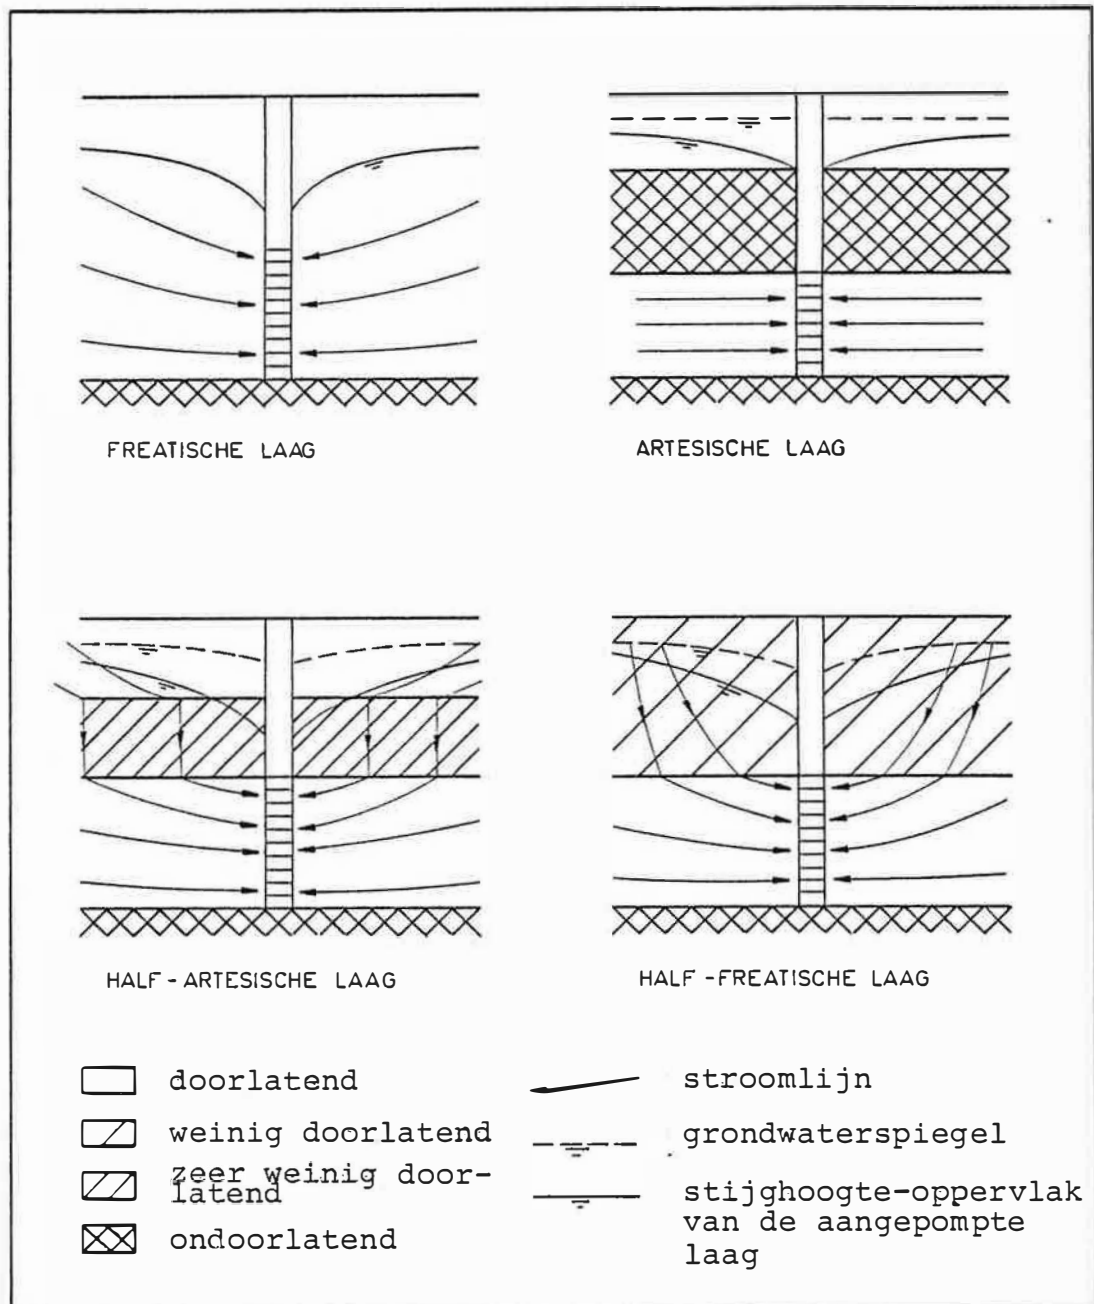 FREATISCHE LAAG
ARTESISCHE LAAG
HALF-ARTESISCHE LAAG
HALF-FREATISCHE LAAG
doorlatend
weinig doorlatend
zeer weinig door-
latend
ondoorlatend
stroomlijn
grondwaterspiegel
stijghoogte-oppervlak
van de aangepompte
laag